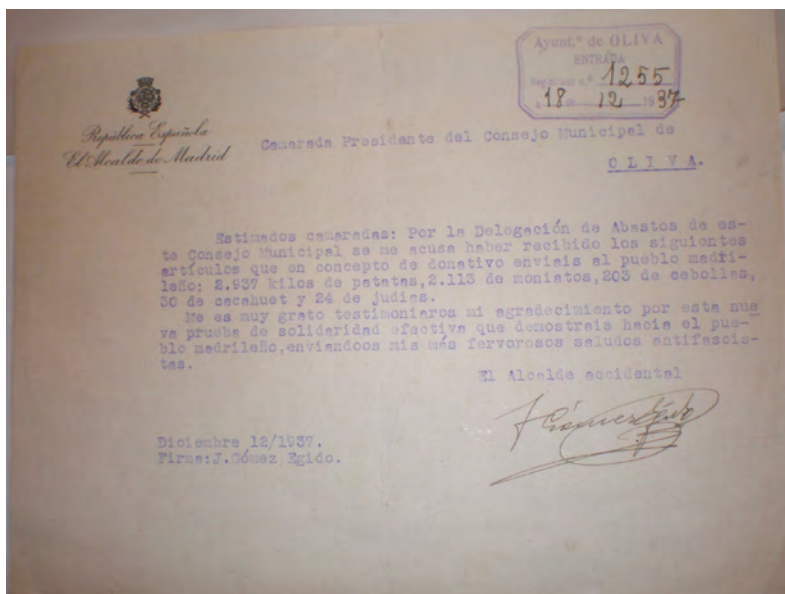 Ayunt.º de OLIVA
ENTRADA
1255
18 12 1937
República Española
El Alcalde de Madrid
Camarada Presidente del Consejo Municipal de
OLIVA.
Estimados camaradas: Por la Delegación de Abastos de es-
te Consejo Municipal se me acusa haber recibido los siguientes
artículos que en concepto de donativo enviais al pueblo madri-
leño: 2.937 kilos de patatas, 2.113 de moniatos, 203 de cebollas,
30 de cacahuet y 24 de judias.
Me es muy grato testimoniaros mi agradecimiento por esta nue
va prueba de solidaridad efectiva que demostrais hacia el pue-
blo madrileño, enviandoos mis más fervorosos saludos antifascis-
tas.
El Alcalde accidental
Diciembre 12/1937.
Firma: J. Gómez Egido.